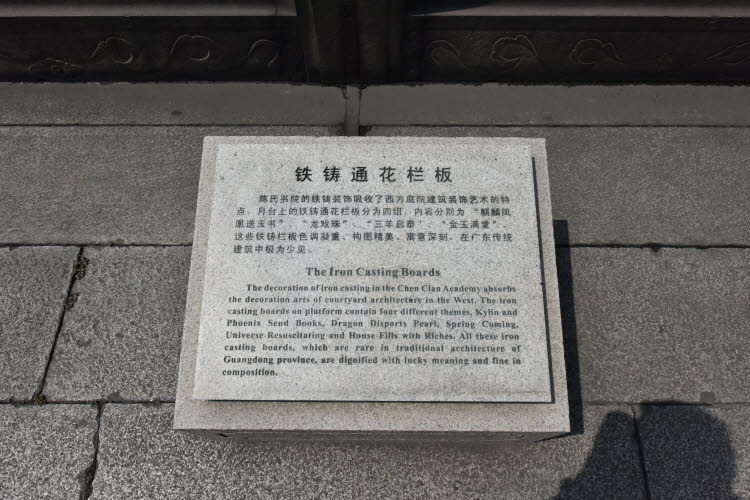 铁铸通花栏板
陈氏书院的铁铸装饰吸收了西方庭院建筑装饰艺术的特
点。月台上的铁铸通花栏板分为四组，内容分别为“麒麟凤
凰送玉书”、“龙戏珠”、“三羊启泰”、“金玉满堂”。
这些铁铸栏板色调凝重、构图精美、寓意深刻，在广东传统
建筑中极为少见。
The Iron Casting Boards
The decoration of iron casting in the Chen Clan Academy absorbs
the decoration arts of courtyard architecture in the West. The iron
casting boards on platform contain four different themes, Kylin and
Phoenix Send Books, Dragon Disports Pearl, Spring Coming,
Universe Resuscitating and House Fills with Riches. All these iron
casting boards, which are rare in traditional architecture of
Guangdong province, are dignified with lucky meaning and fine in
composition.